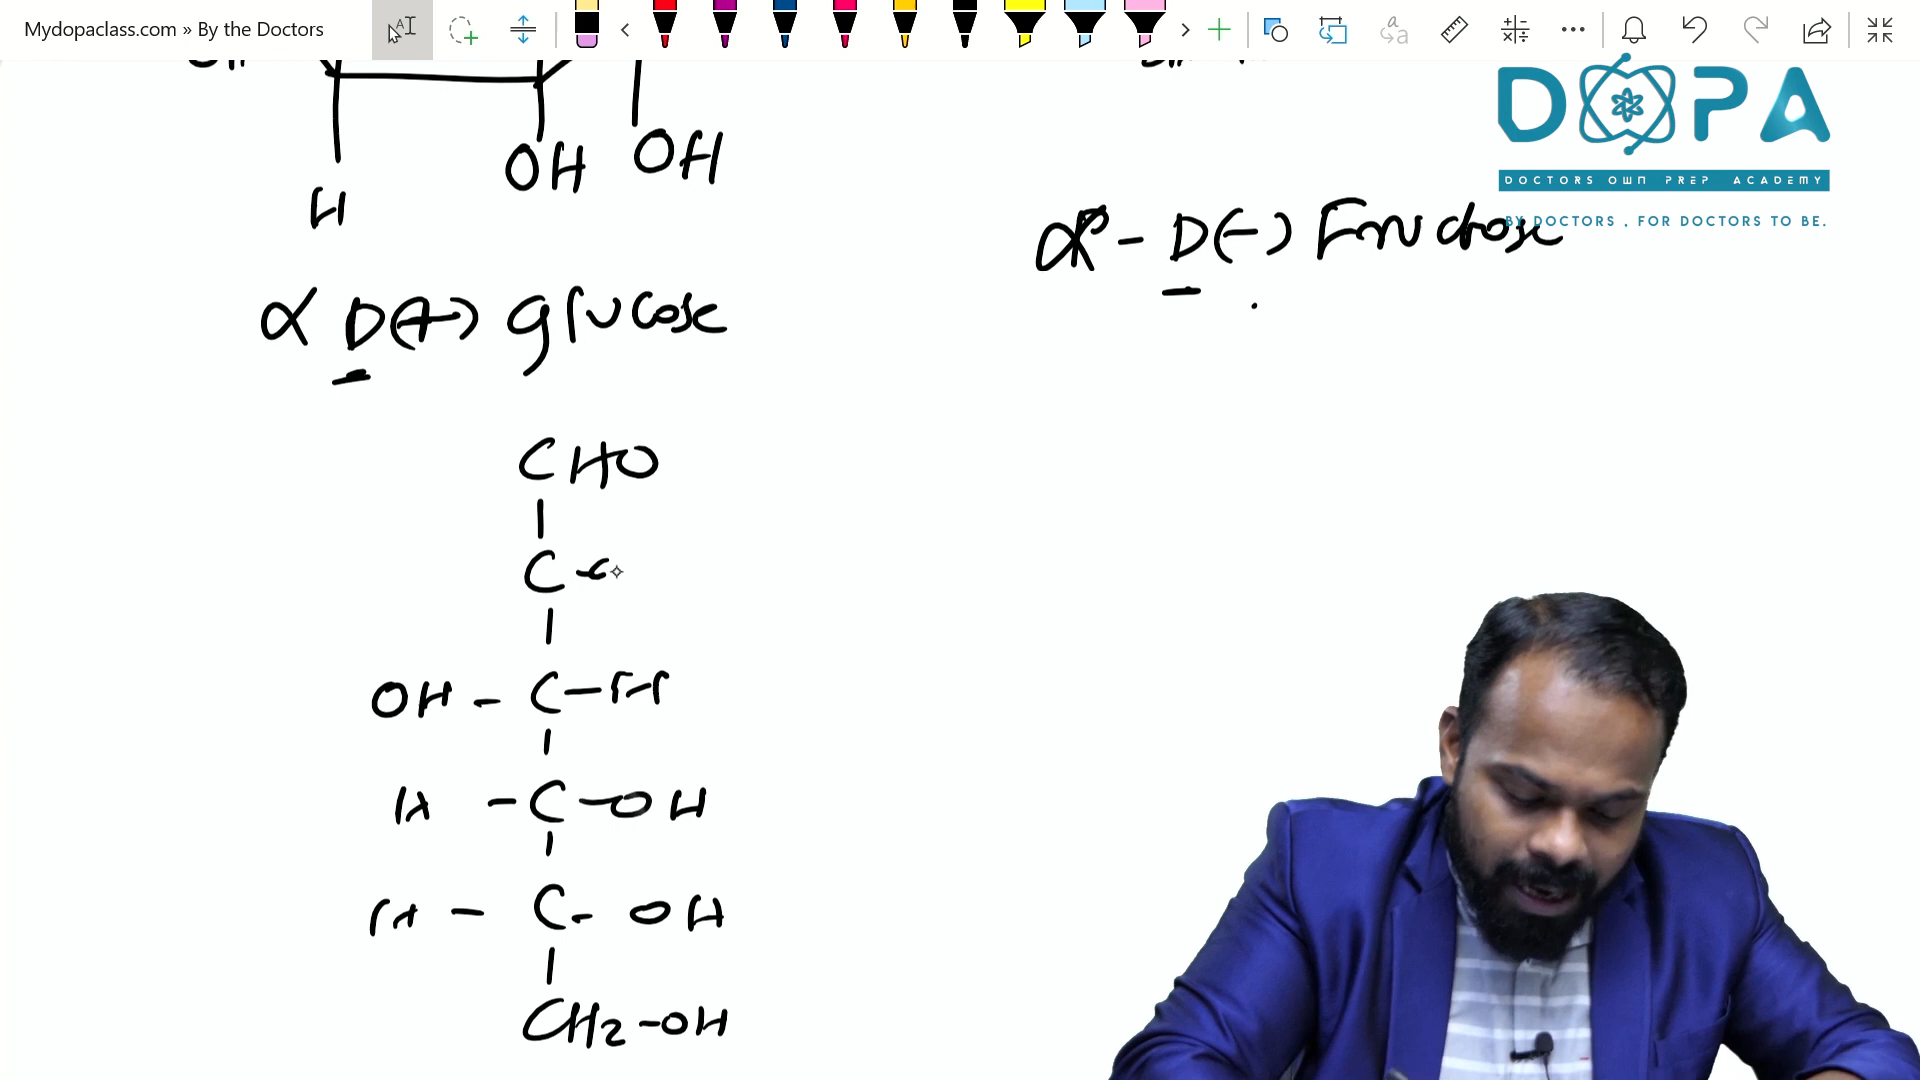 Mydopaclass.com » By the Doctors
DOPA
DOCTORS OWN PREP ACADEMY
BY DOCTORS , FOR DOCTORS TO BE.
OH OH
H
- D(-) Fructose
α D(+) glucose
CHO
C
OH - C - H
H - C - OH
H - C - OH
CH2-OH